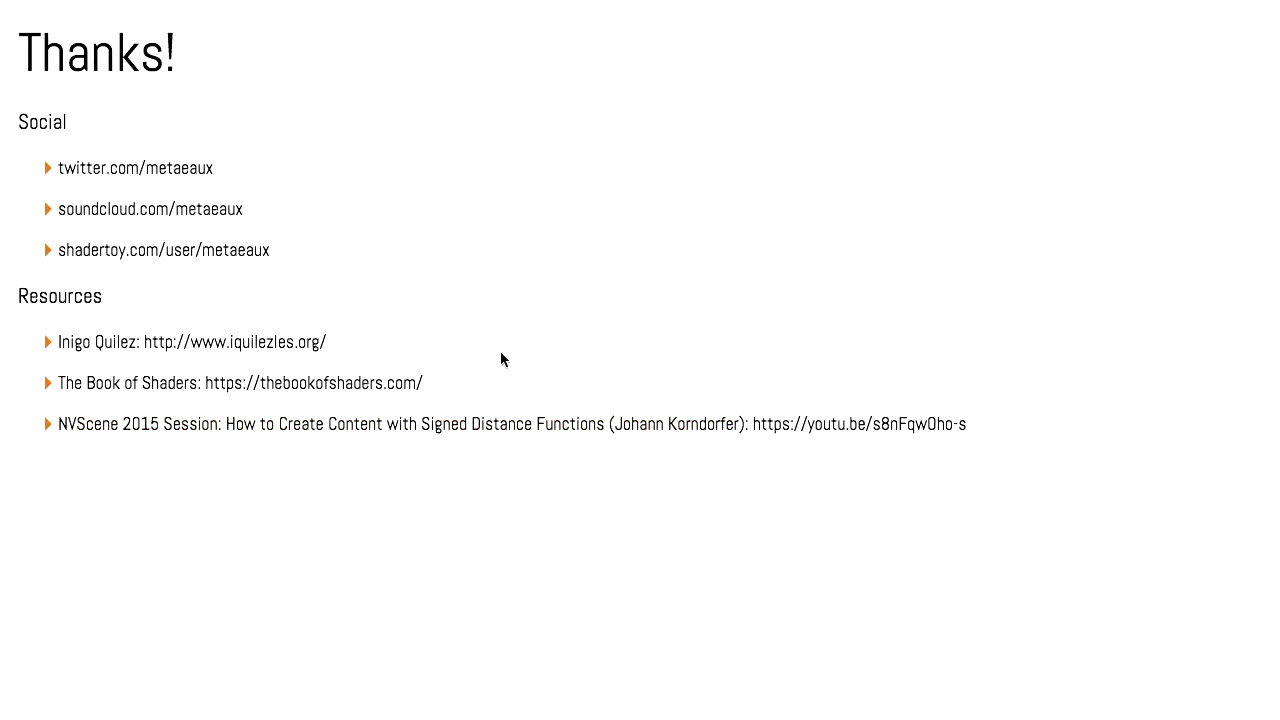 Thanks!
Social
twitter.com/metaeaux
soundcloud.com/metaeaux
shadertoy.com/user/metaeaux
Resources
Inigo Quilez: http://www.iquilezles.org/
The Book of Shaders: https://thebookofshaders.com/
NVScene 2015 Session: How to Create Content with Signed Distance Functions (Johann Korndorfer): https://youtu.be/s8nFqwOho-s